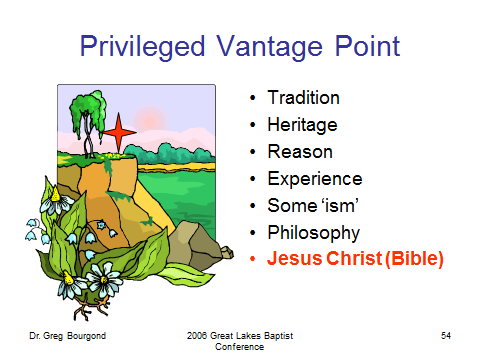 Privileged Vantage Point
• Tradition
• Heritage
• Reason
• Experience
• Some ‘ism’
• Philosophy
• Jesus Christ (Bible)
Dr. Greg Bourgond
2006 Great Lakes Baptist
Conference
54